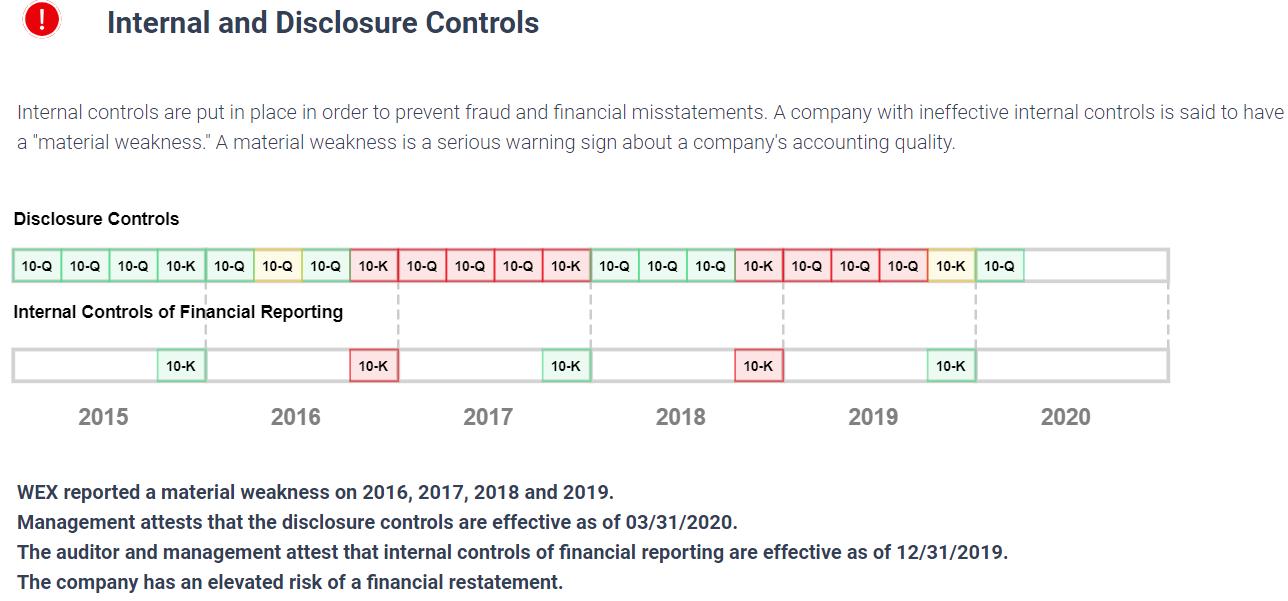 !
Internal and Disclosure Controls
Internal controls are put in place in order to prevent fraud and financial misstatements. A company with ineffective internal controls is said to have
a "material weakness." A material weakness is a serious warning sign about a company's accounting quality.
Disclosure Controls
10-Q 10-Q 10-Q 10-K 10-Q 10-Q 10-Q 10-K 10-Q 10-Q 10-Q 10-K 10-Q 10-Q 10-Q 10-K 10-Q 10-Q 10-Q 10-K 10-Q
Internal Controls of Financial Reporting
10-K 10-K 10-K 10-K 10-K
2015 2016 2017 2018 2019 2020
WEX reported a material weakness on 2016, 2017, 2018 and 2019.
Management attests that the disclosure controls are effective as of 03/31/2020.
The auditor and management attest that internal controls of financial reporting are effective as of 12/31/2019.
The company has an elevated risk of a financial restatement.